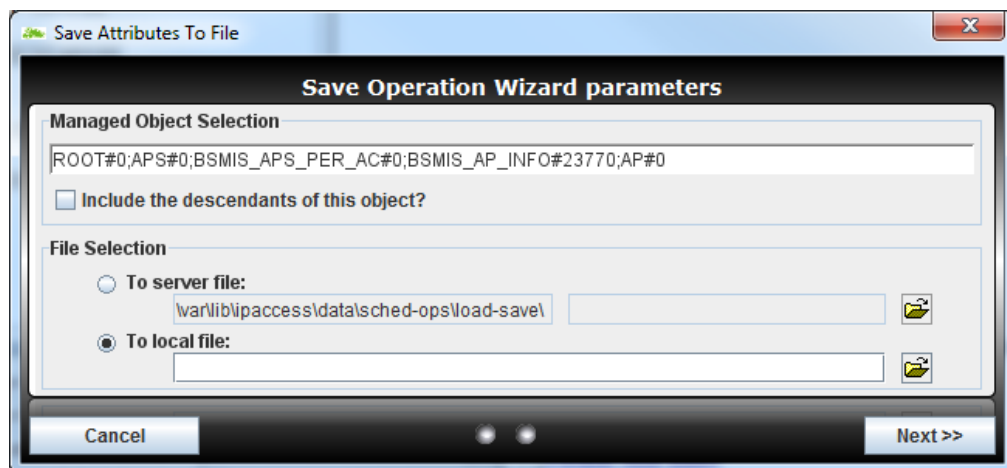 Save Attributes To File
Save Operation Wizard parameters
Managed Object Selection
ROOT#0;APS#0;BSMIS_APS_PER_AC#0;BSMIS_AP_INFO#23770;AP#0
Include the descendants of this object?
File Selection
To server file:
\var\lib\ipaccess\data\sched-ops\load-save\
To local file:
Cancel
Next >>